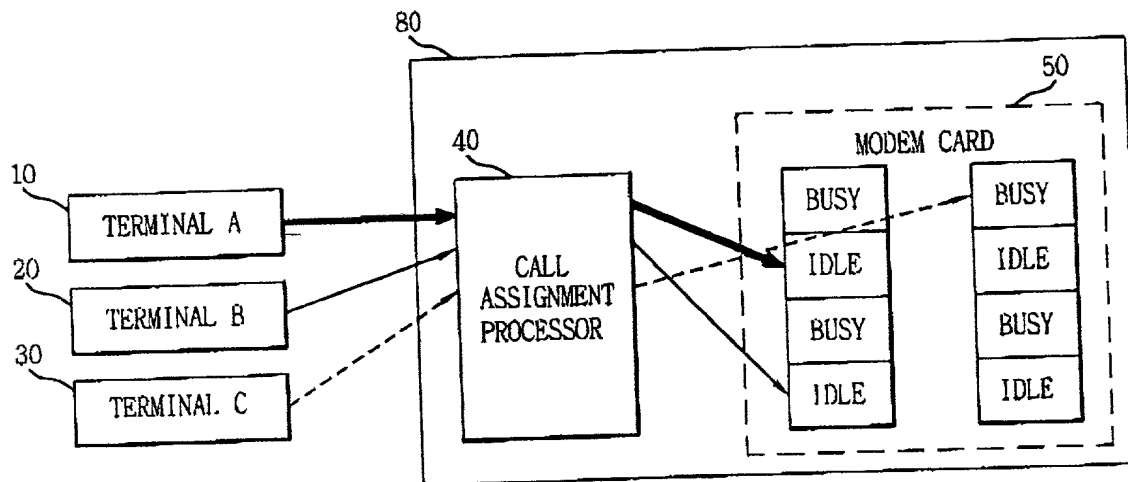 80
50
MODEM CARD
40
10
TERMINAL A
20
TERMINAL B
30
TERMINAL C
CALL
ASSIGNMENT
PROCESSOR
BUSY
IDLE
BUSY
IDLE
BUSY
IDLE
BUSY
IDLE